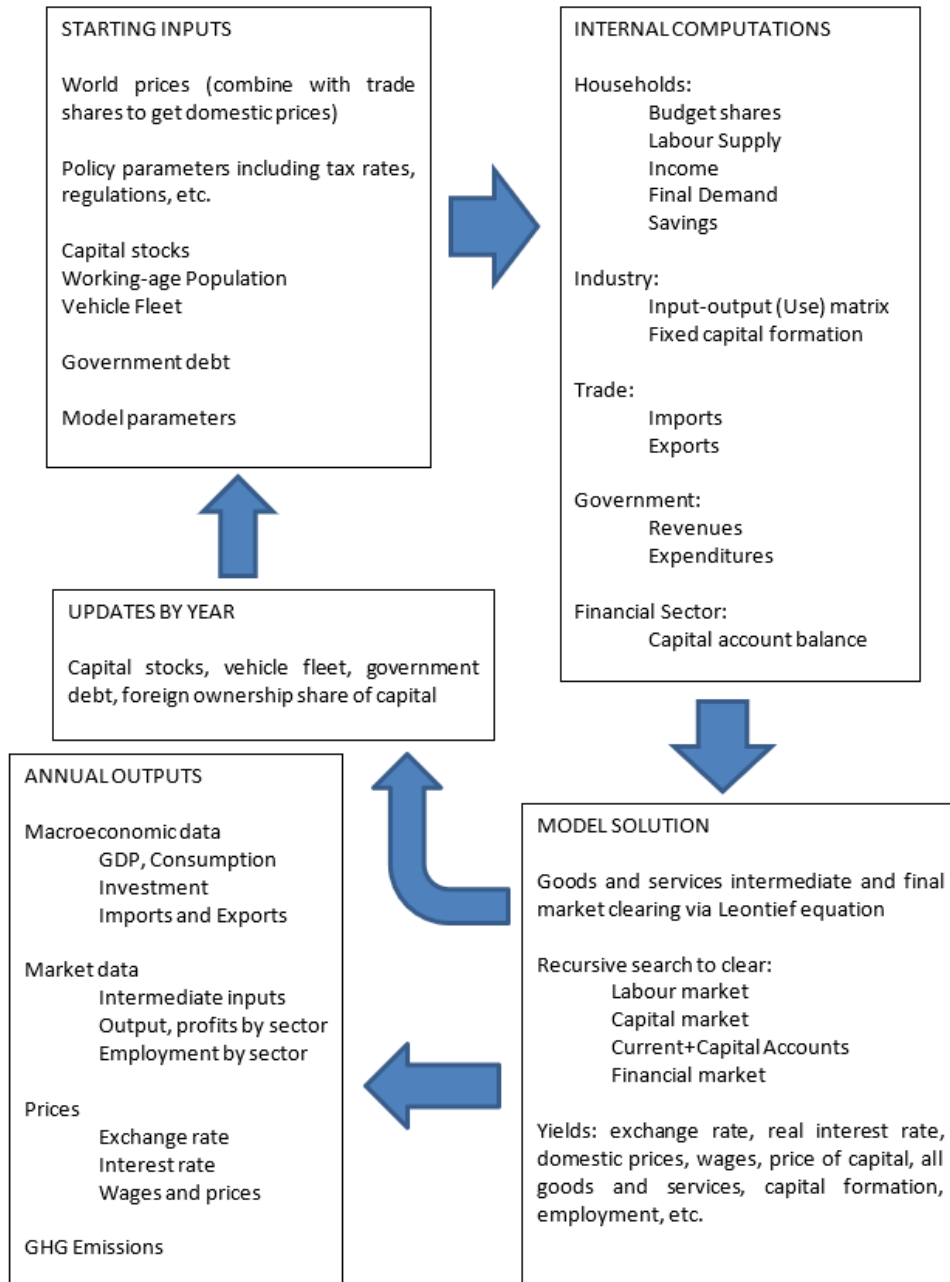 STARTING INPUTS
World prices (combine with trade
shares to get domestic prices)
Policy parameters including tax rates,
regulations, etc.
Capital stocks
Working-age Population
Vehicle Fleet
Government debt
Model parameters
INTERNAL COMPUTATIONS
Households:
Budget shares
Labour Supply
Income
Final Demand
Savings
Industry:
Input-output (Use) matrix
Fixed capital formation
Trade:
Imports
Exports
Government:
Revenues
Expenditures
Financial Sector:
Capital account balance
UPDATES BY YEAR
Capital stocks, vehicle fleet, government
debt, foreign ownership share of capital
ANNUAL OUTPUTS
Macroeconomic data
GDP, Consumption
Investment
Imports and Exports
Market data
Intermediate inputs
Output, profits by sector
Employment by sector
Prices
Exchange rate
Interest rate
Wages and prices
GHG Emissions
MODEL SOLUTION
Goods and services intermediate and final
market clearing via Leontief equation
Recursive search to clear:
Labour market
Capital market
Current+Capital Accounts
Financial market
Yields: exchange rate, real interest rate,
domestic prices, wages, price of capital, all
goods and services, capital formation,
employment, etc.